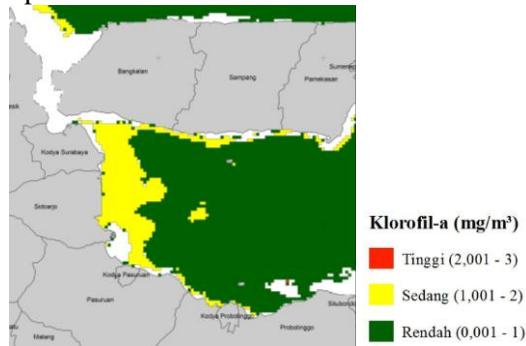 Bangkalan
Sampang
Pamekasan
Kodya Surabaya
Sidoarjo
Kodya Pasuruan
Pasuruan
Kodya Probolinggo
Probolinggo
Malang
Klorofil-a (mg/m³)
Tinggi (2,001 - 3)
Sedang (1,001 - 2)
Rendah (0,001 - 1)